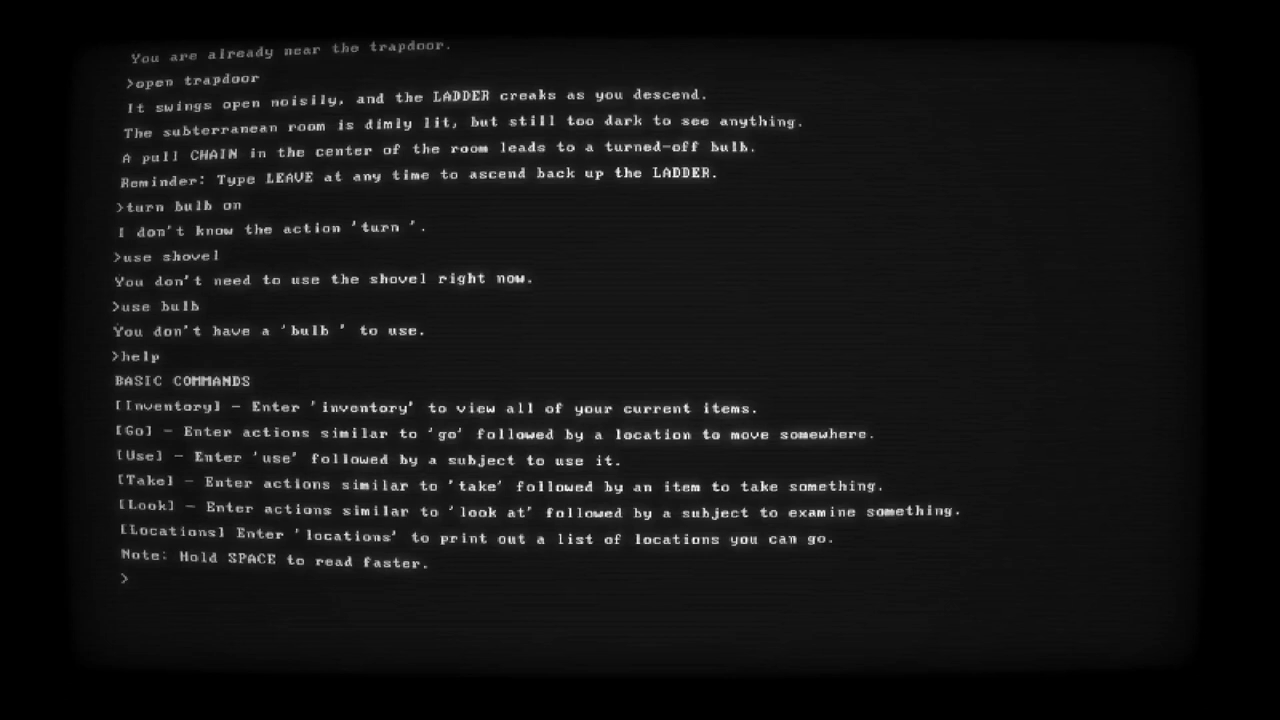 You are already near the trapdoor.
>open trapdoor
It swings open noisily, and the LADDER creaks as you descend.
The subterranean room is dimly lit, but still too dark to see anything.
A pull CHAIN in the center of the room leads to a turned-off bulb.
Reminder: Type LEAVE at any time to ascend back up the LADDER.
>turn bulb on
I don't know the action 'turn '.
>use shovel
You don't need to use the shovel right now.
>use bulb
You don't have a 'bulb ' to use.
>help
BASIC COMMANDS
[Inventory] - Enter 'inventory' to view all of your current items.
[Go] - Enter actions similar to 'go' followed by a location to move somewhere.
[Use] - Enter 'use' followed by a subject to use it.
[Take] - Enter actions similar to 'take' followed by an item to take something.
[Look] - Enter actions similar to 'look at' followed by a subject to examine something.
[Locations] Enter 'locations' to print out a list of locations you can go.
Note: Hold SPACE to read faster.
>